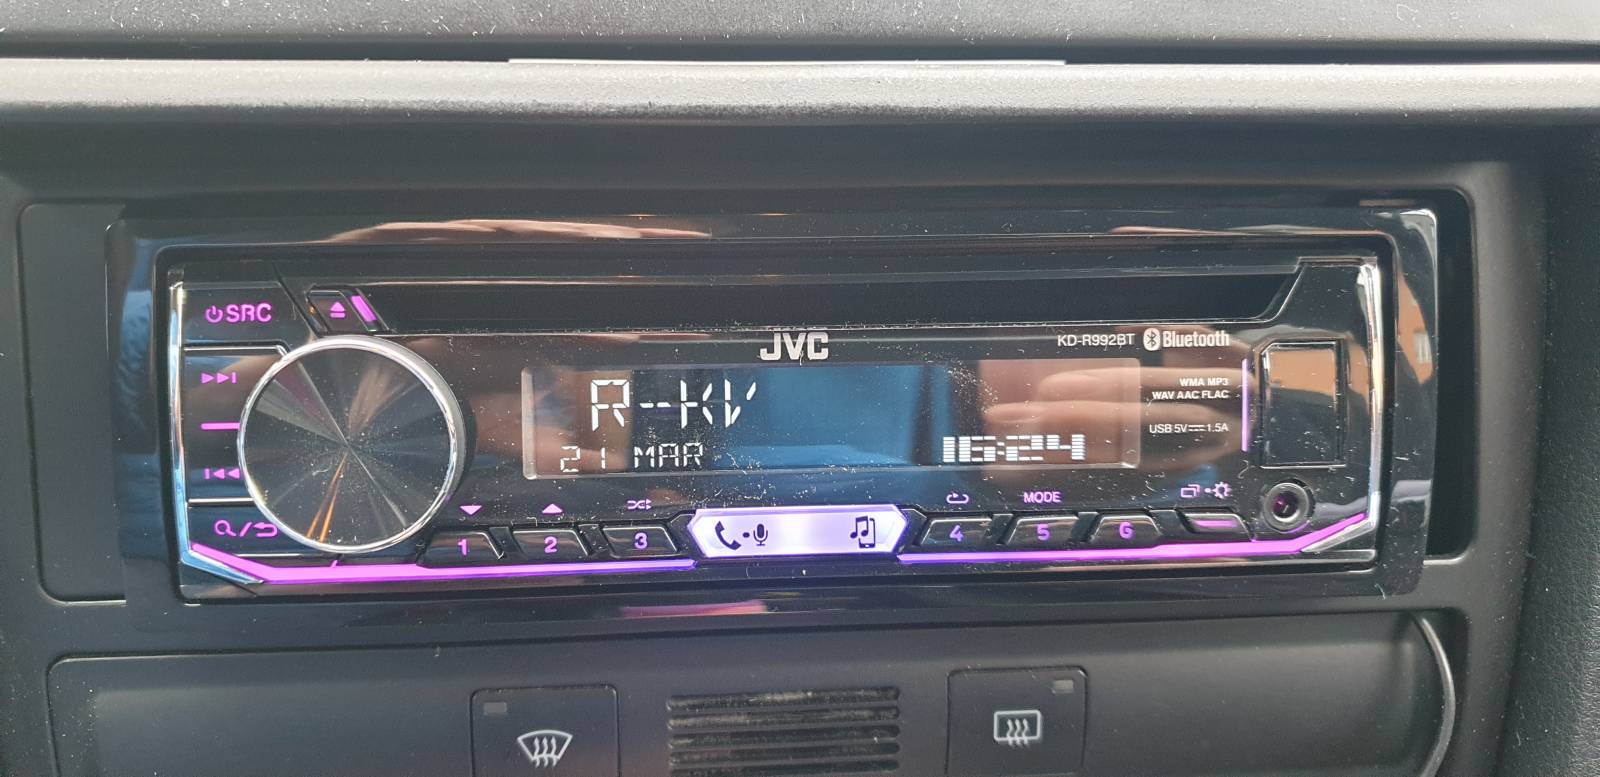 SRC
JVC
KD-R992BT Bluetooth
R--KV
WMA MP3
WAV AAC FLAC
USB 5V⎓1.5A
21 MAR
16:24
MODE
1 2 3 4 5 6